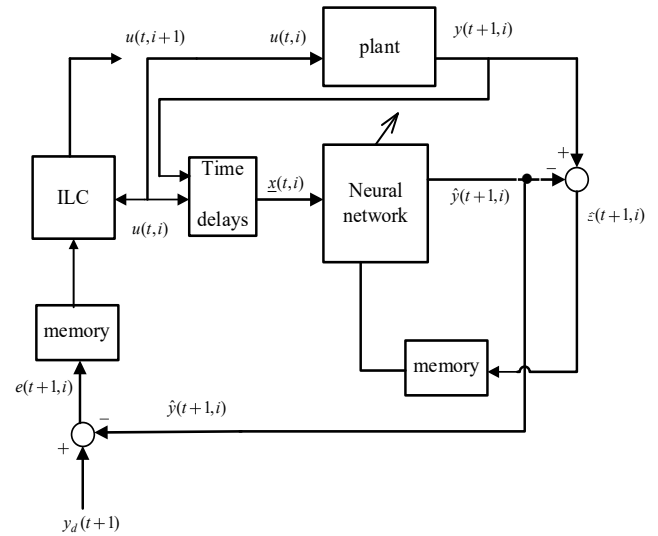 u(t,i+1)
u(t,i)
plant
y(t+1,i)
+
−
ILC
u(t,i)
Time
delays
x(t,i)
Neural
network
ŷ(t+1,i)
ε(t+1,i)
memory
memory
e(t+1,i)
ŷ(t+1,i)
−
+
y_d(t+1)